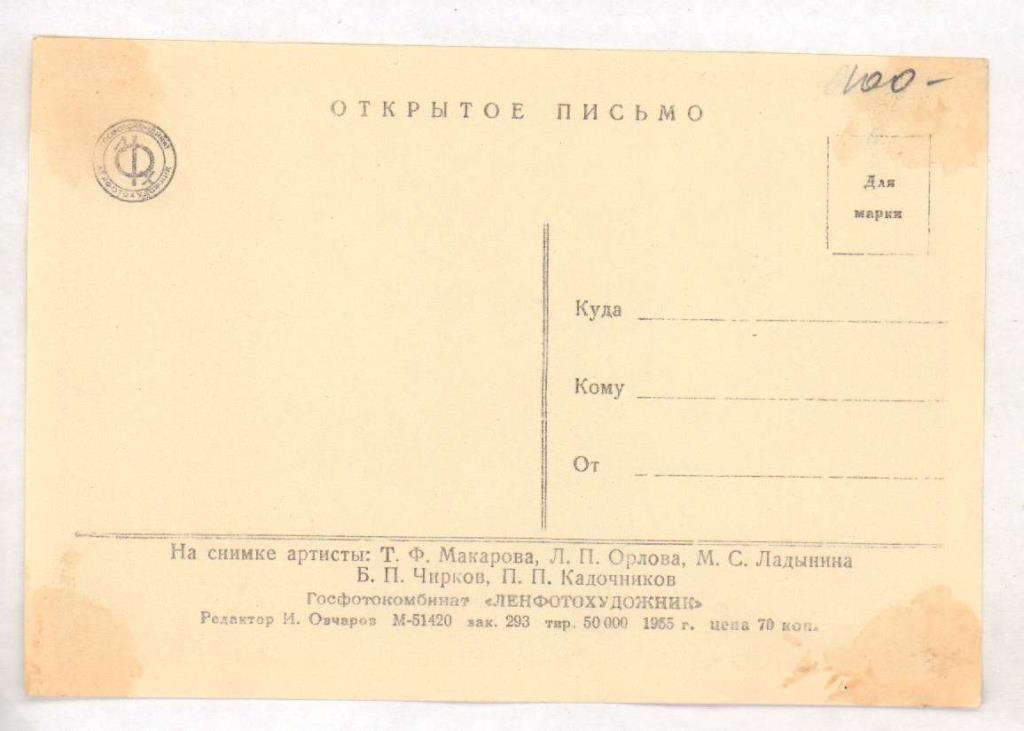 ОТКРЫТОЕ ПИСЬМО
Для
марки
Куда
Кому
От
На снимке артисты: Т. Ф. Макарова, Л. П. Орлова, М. С. Ладынина
Б. П. Чирков, П. П. Кадочников
Госфотокомбинат «ЛЕНФОТОХУДОЖНИК»
Редактор И. Овчаров М-51420 зак. 293 тир. 50 000 1955 г. цена 70 коп.